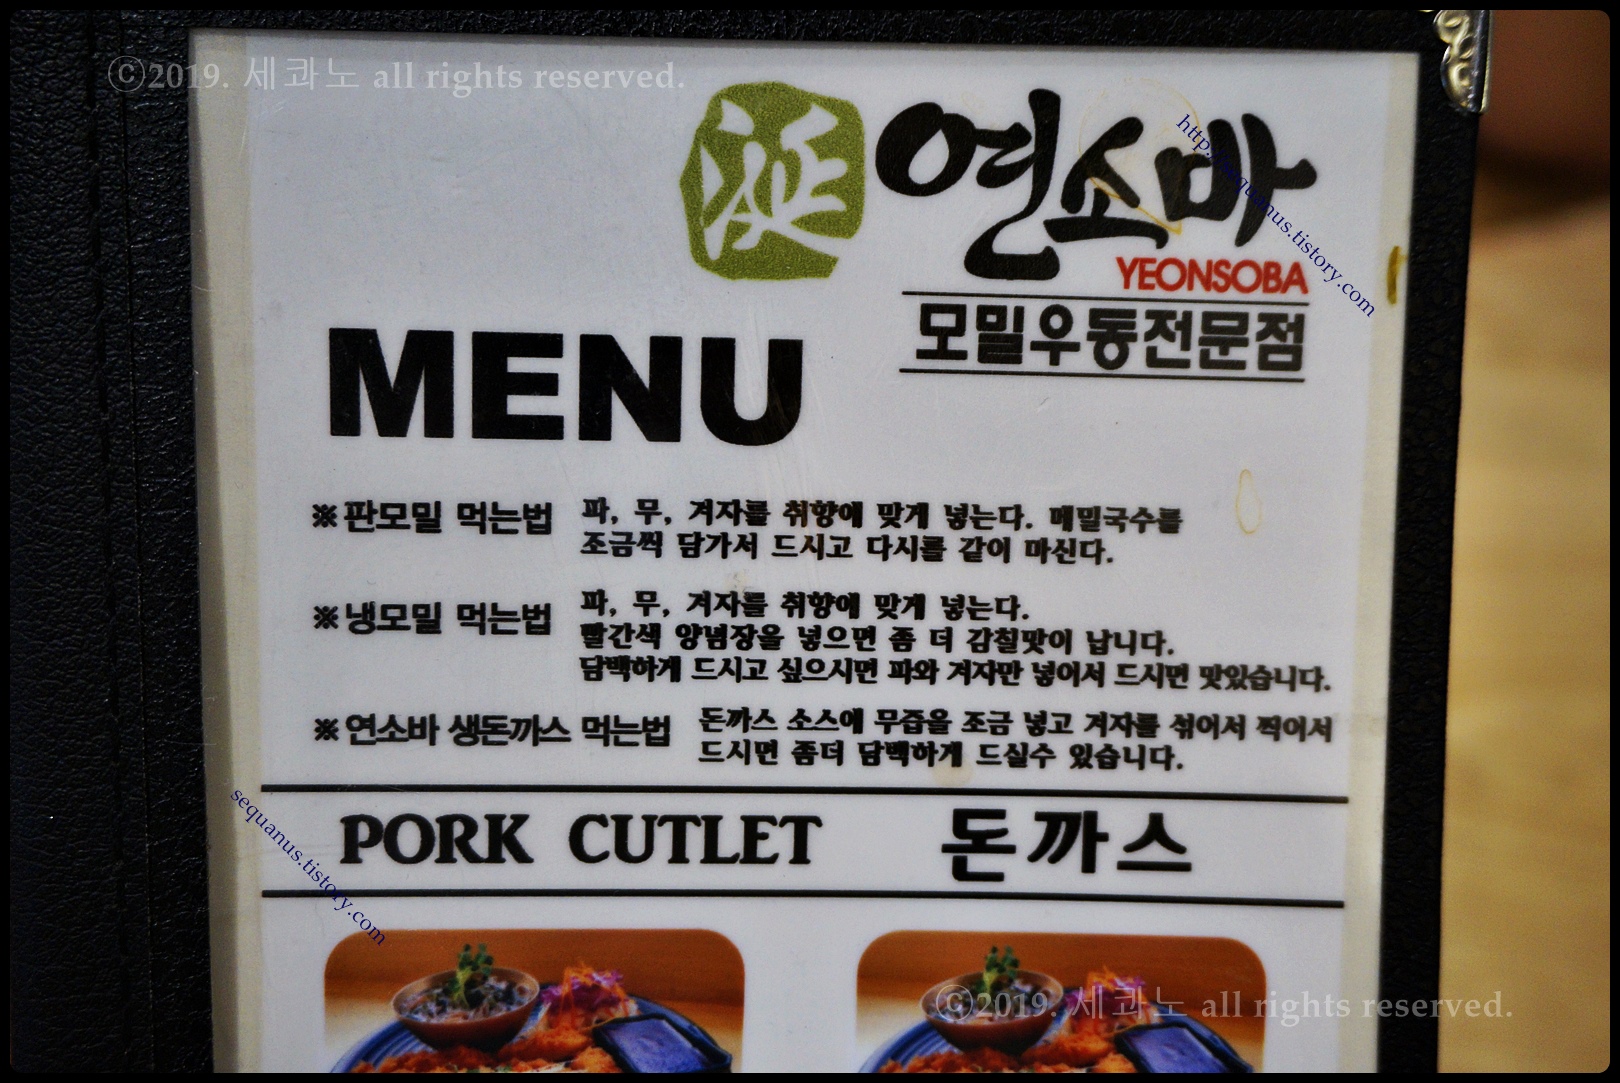 ⓒ2019. 세콰노 all rights reserved.
涎
연소바
http://sequanus.tistory.com
YEONSOBA
모밀우동전문점
MENU
※판모밀 먹는법 파, 무, 겨자를 취향에 맞게 넣는다. 메밀국수를
조금씩 담가서 드시고 다시를 같이 마신다.
※냉모밀 먹는법 파, 무, 겨자를 취향에 맞게 넣는다.
빨간색 양념장을 넣으면 좀 더 감칠맛이 납니다.
담백하게 드시고 싶으시면 파와 겨자만 넣어서 드시면 맛있습니다.
※연소바 생돈까스 먹는법 돈까스 소스에 무즙을 조금 넣고 겨자를 섞어서 찍어서
드시면 좀더 담백하게 드실수 있습니다.
PORK CUTLET 돈까스
sequanus.tistory.com
ⓒ2019. 세콰노 all rights reserved.